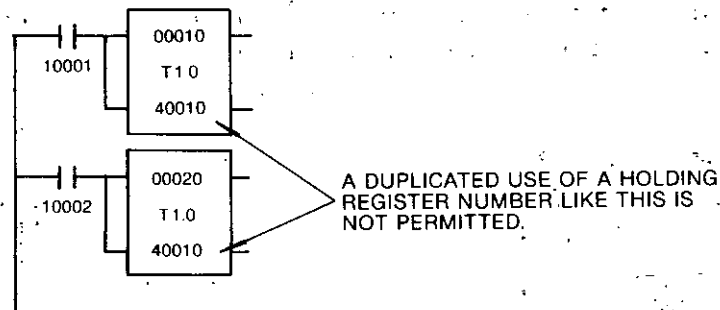 00010
10001
T1.0
40010
00020
10002
T1.0
40010
A DUPLICATED USE OF A HOLDING
REGISTER NUMBER LIKE THIS IS
NOT PERMITTED.